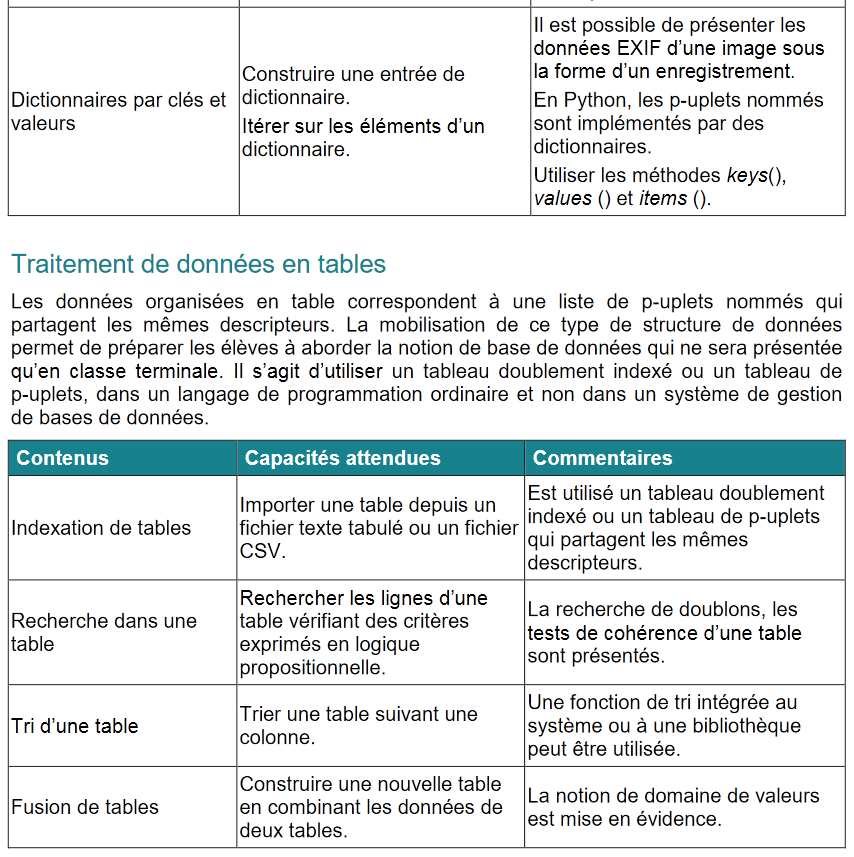 Dictionnaires par clés et
valeurs
Construire une entrée de
dictionnaire.
Itérer sur les éléments d’un
dictionnaire.
Il est possible de présenter les
données EXIF d’une image sous
la forme d’un enregistrement.
En Python, les p-uplets nommés
sont implémentés par des
dictionnaires.
Utiliser les méthodes keys(),
values () et items ().
Traitement de données en tables
Les données organisées en table correspondent à une liste de p-uplets nommés qui
partagent les mêmes descripteurs. La mobilisation de ce type de structure de données
permet de préparer les élèves à aborder la notion de base de données qui ne sera présentée
qu’en classe terminale. Il s’agit d’utiliser un tableau doublement indexé ou un tableau de
p-uplets, dans un langage de programmation ordinaire et non dans un système de gestion
de bases de données.
Contenus
Capacités attendues
Commentaires
Indexation de tables
Importer une table depuis un
fichier texte tabulé ou un fichier
CSV.
Est utilisé un tableau doublement
indexé ou un tableau de p-uplets
qui partagent les mêmes
descripteurs.
Recherche dans une
table
Rechercher les lignes d’une
table vérifiant des critères
exprimés en logique
propositionnelle.
La recherche de doublons, les
tests de cohérence d’une table
sont présentés.
Tri d’une table
Trier une table suivant une
colonne.
Une fonction de tri intégrée au
système ou à une bibliothèque
peut être utilisée.
Fusion de tables
Construire une nouvelle table
en combinant les données de
deux tables.
La notion de domaine de valeurs
est mise en évidence.